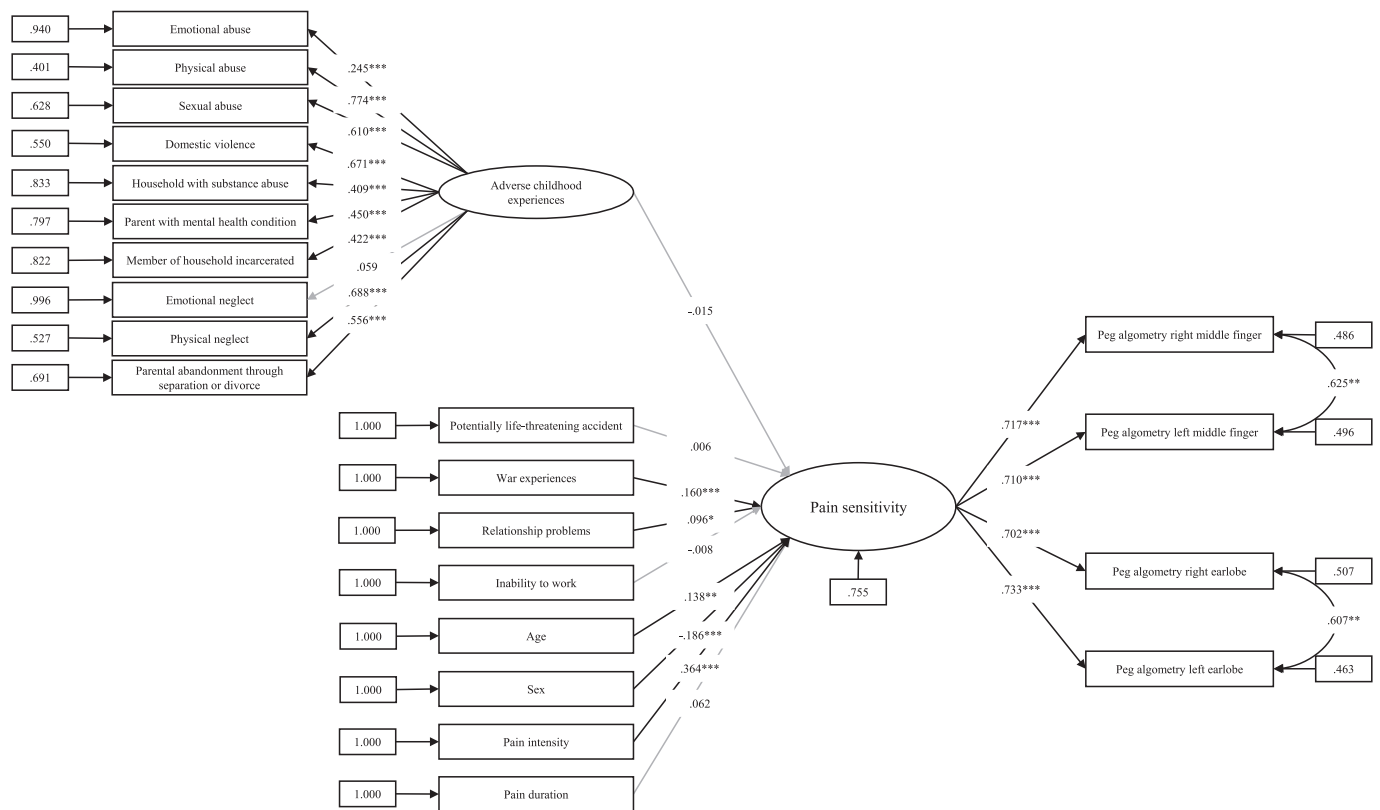 .940
Emotional abuse
.401
Physical abuse
.628
Sexual abuse
.550
Domestic violence
.833
Household with substance abuse
.797
Parent with mental health condition
.822
Member of household incarcerated
.996
Emotional neglect
.527
Physical neglect
.691
Parental abandonment through
separation or divorce
.245***
.774***
.610***
.671***
.409***
.450***
.422***
.059
.688***
.556***
Adverse childhood
experiences
-.015
1.000
Potentially life-threatening accident
1.000
War experiences
1.000
Relationship problems
1.000
Inability to work
1.000
Age
1.000
Sex
1.000
Pain intensity
1.000
Pain duration
.006
.160***
.096*
-.008
.138**
-.186***
.364***
.062
Pain sensitivity
.755
.717***
.710***
.702***
.733***
Peg algometry right middle finger
.486
.625**
Peg algometry left middle finger
.496
Peg algometry right earlobe
.507
.607**
Peg algometry left earlobe
.463